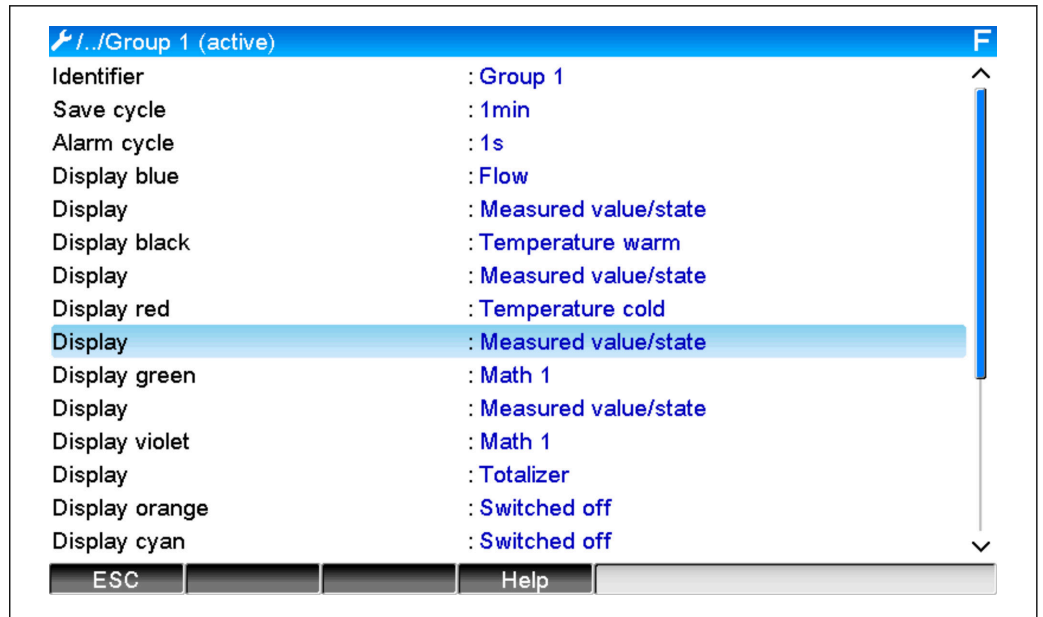 /../Group 1 (active) F
Identifier : Group 1
Save cycle : 1min
Alarm cycle : 1s
Display blue : Flow
Display : Measured value/state
Display black : Temperature warm
Display : Measured value/state
Display red : Temperature cold
Display : Measured value/state
Display green : Math 1
Display : Measured value/state
Display violet : Math 1
Display : Totalizer
Display orange : Switched off
Display cyan : Switched off
ESC Help